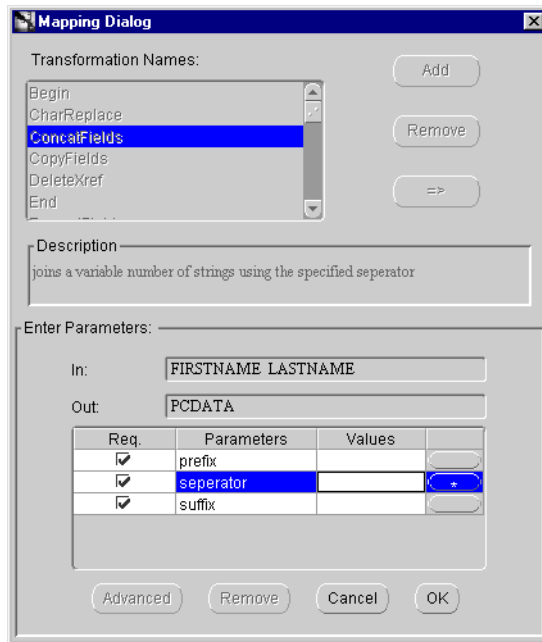 Mapping Dialog
Transformation Names:
Begin
CharReplace
ConcatFields
CopyFields
DeleteXref
End
Add
Remove
=>
Description
joins a variable number of strings using the specified seperator
Enter Parameters:
In: FIRSTNAME LASTNAME
Out: PCDATA
Req. Parameters Values
prefix
seperator *
suffix
Advanced Remove Cancel OK